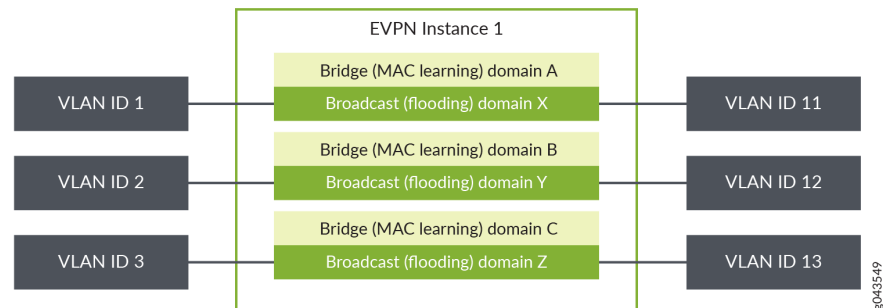 EVPN Instance 1
Bridge (MAC learning) domain A
VLAN ID 1
Broadcast (flooding) domain X
VLAN ID 11
Bridge (MAC learning) domain B
VLAN ID 2
Broadcast (flooding) domain Y
VLAN ID 12
Bridge (MAC learning) domain C
VLAN ID 3
Broadcast (flooding) domain Z
VLAN ID 13
g043549